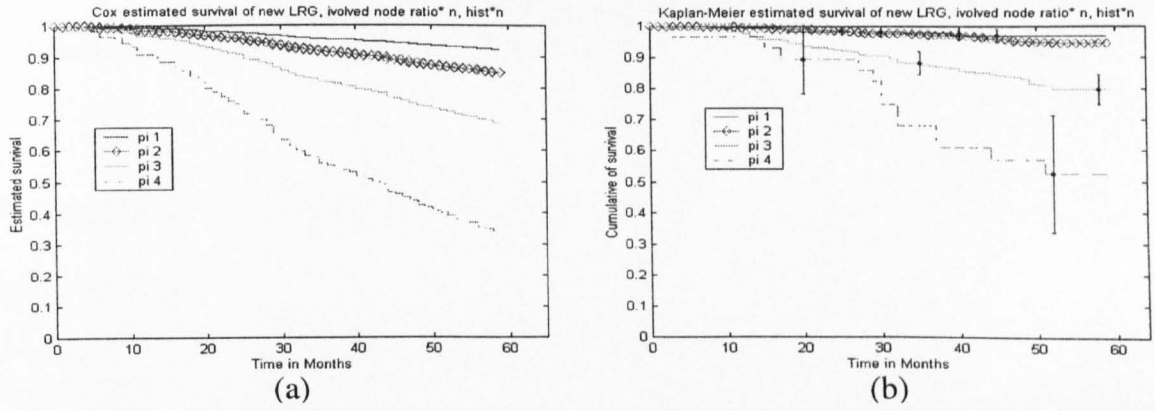 Cox estimated survival of new LRG, ivolved node ratio* n, hist*n
Estimated survival
1
0.9
0.8
0.7
0.6
0.5
0.4
0.3
0.2
0.1
0
pi 1
pi 2
pi 3
pi 4
0 10 20 30 40 50 60
Time in Months
(a)
Kaplan-Meier estimated survival of new LRG, ivolved node ratio* n, hist*n
Cumulative of survival
1
0.9
0.8
0.7
0.6
0.5
0.4
0.3
0.2
0.1
0
pi 1
pi 2
pi 3
pi 4
0 10 20 30 40 50 60
Time in Months
(b)